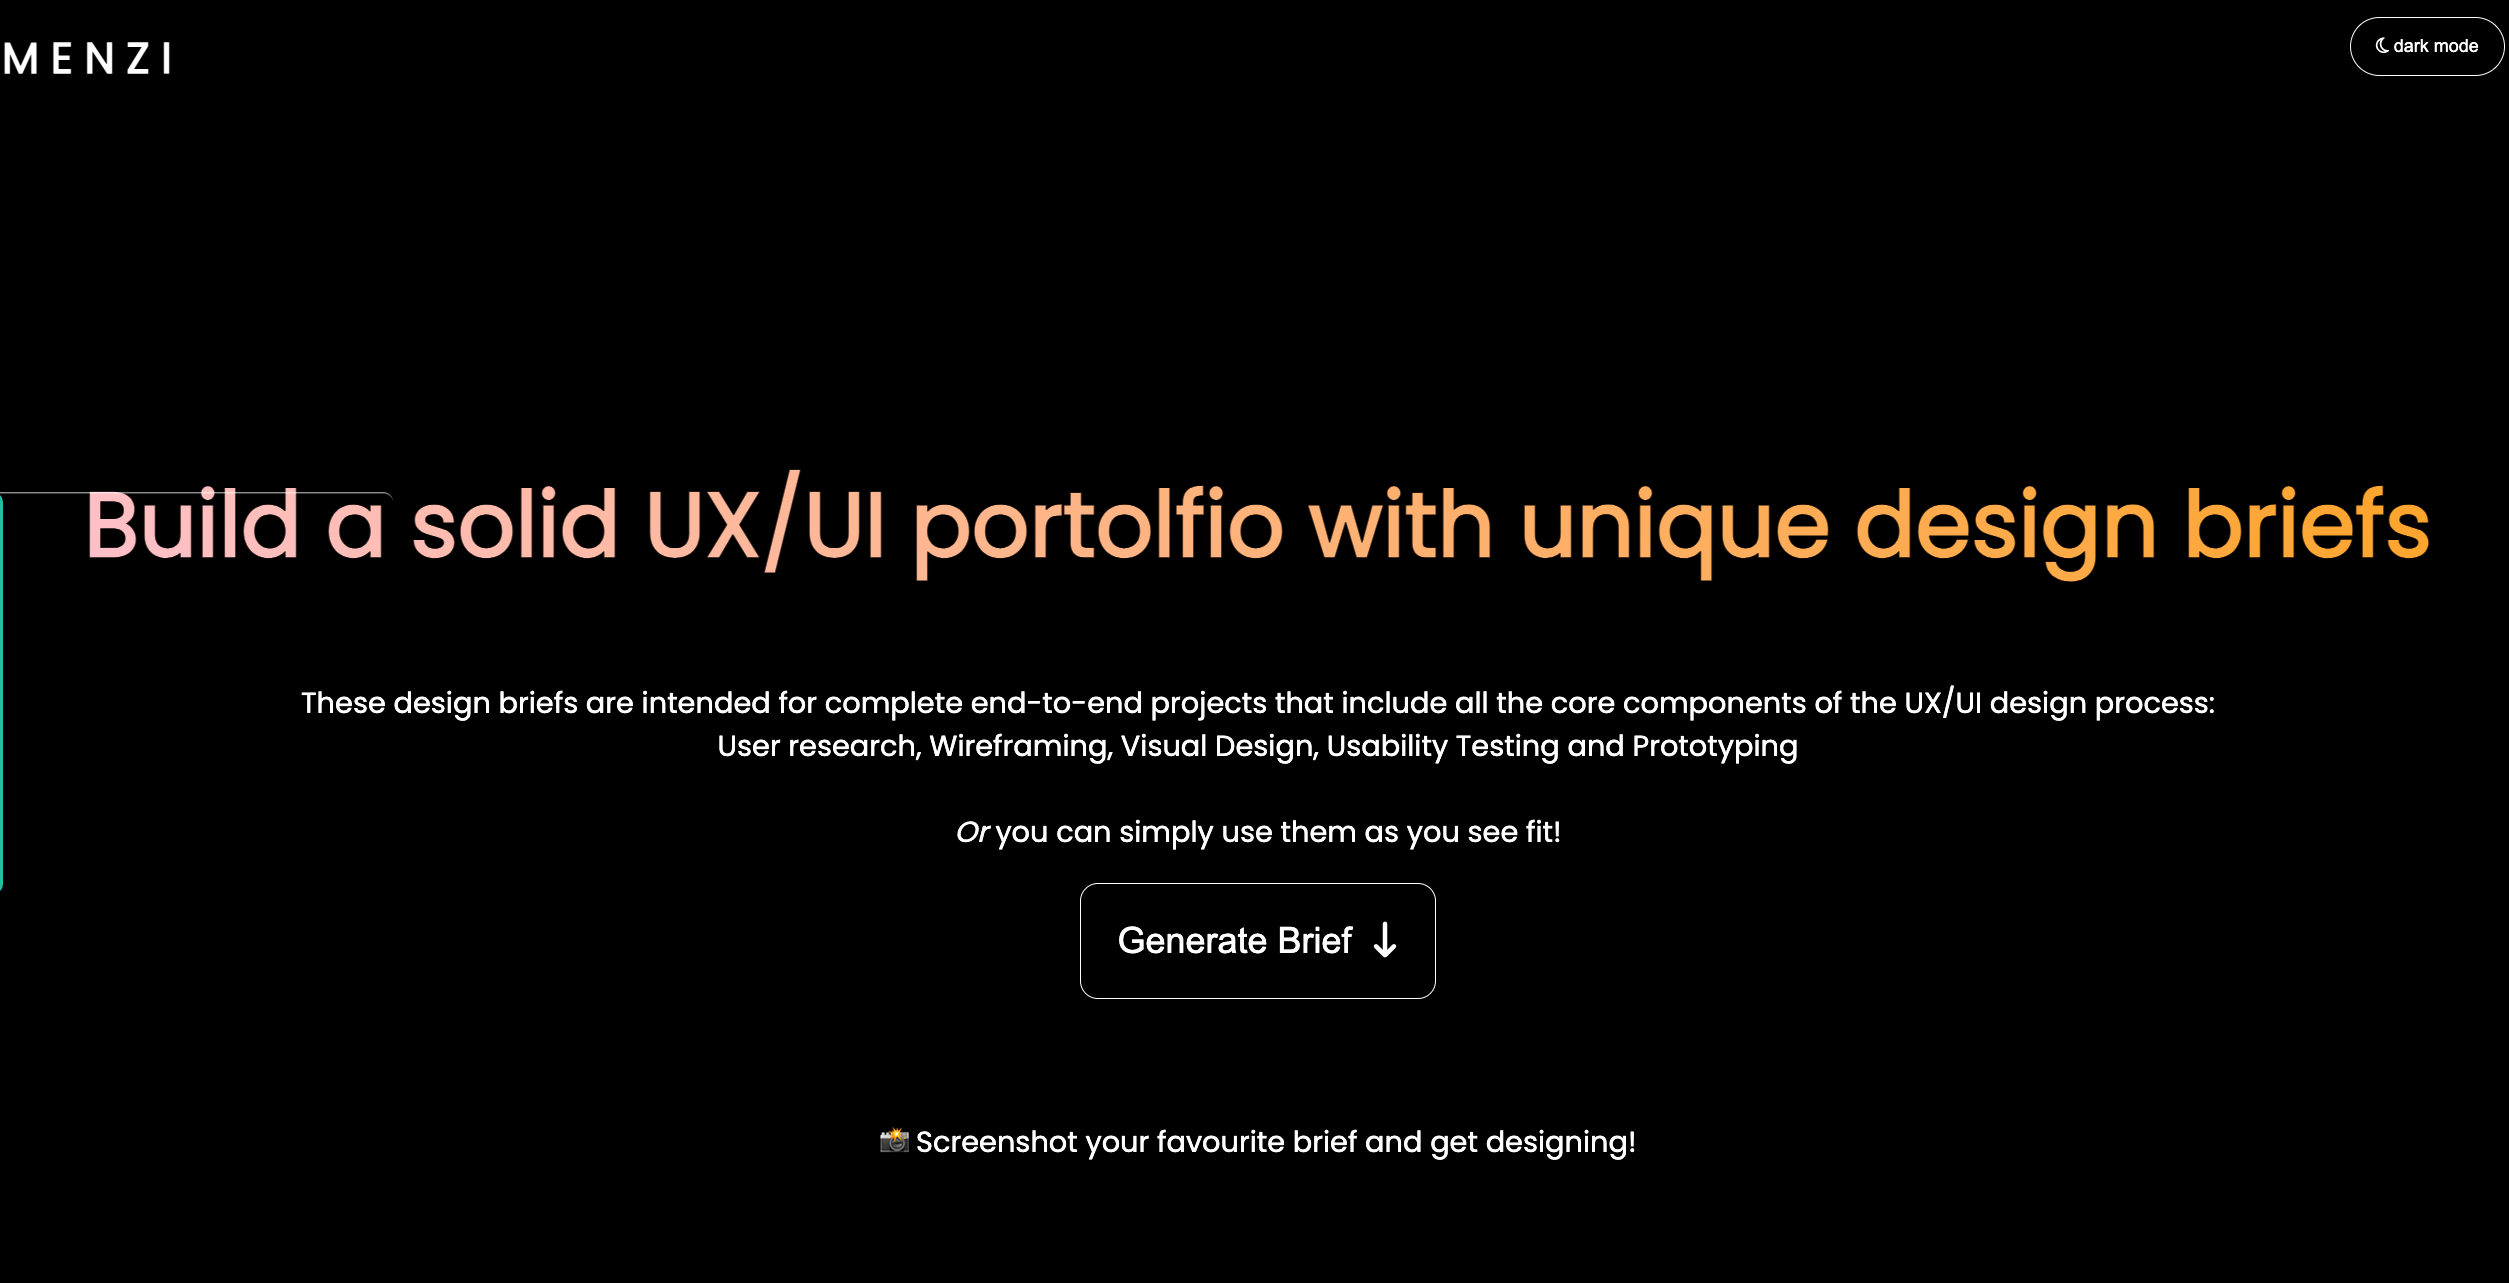 MENZI
dark mode
Build a solid UX/UI portolfio with unique design briefs
These design briefs are intended for complete end-to-end projects that include all the core components of the UX/UI design process:
User research, Wireframing, Visual Design, Usability Testing and Prototyping
Or you can simply use them as you see fit!
Generate Brief ↓
📸 Screenshot your favourite brief and get designing!